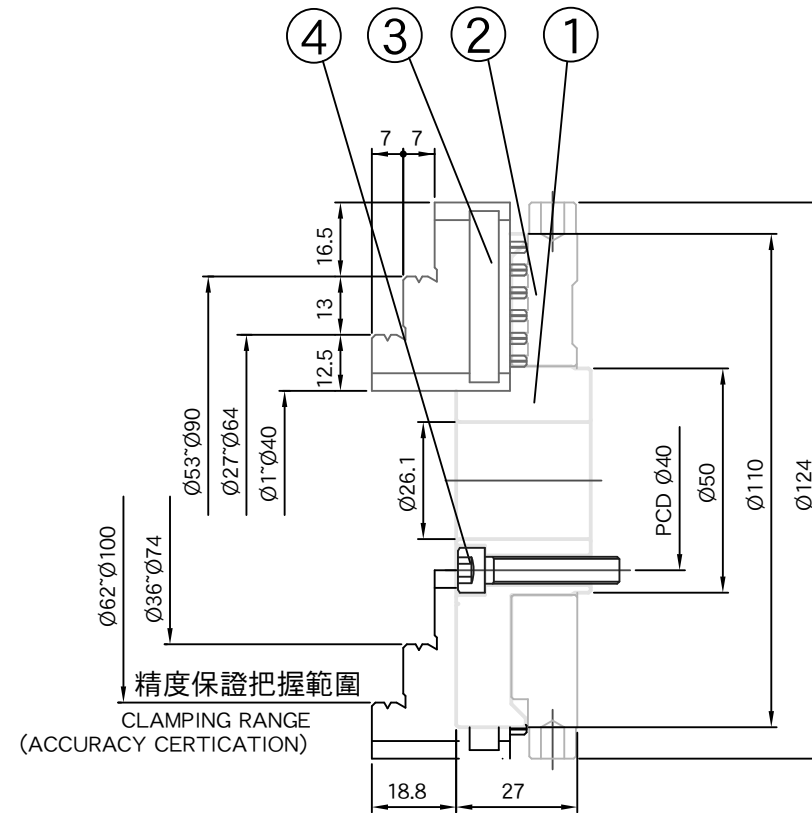 ④ ③ ② ①
7 7
16.5
13
12.5
Ø53~Ø90
Ø27~Ø64
Ø1~Ø40
Ø26.1
PCD Ø40
Ø50
Ø110
Ø124
Ø62~Ø100
Ø36~Ø74
精度保證把握範圍
CLAMPING RANGE
(ACCURACY CERTICATION)
18.8 27